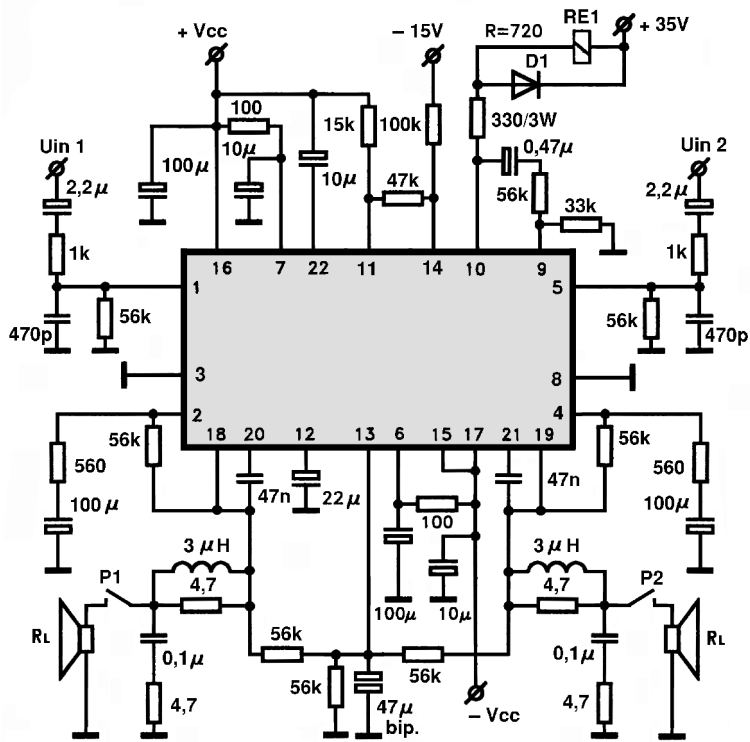 + Vcc
− 15V
R=720
RE1
+ 35V
D1
100
15k
100k
330/3W
Uin 1
10μ
0,47μ
Uin 2
2,2μ
100μ
10μ
47k
56k
2,2μ
33k
1k
1k
16 7 22 11 14 10 9
1
5
56k
56k
470p
470p
3
8
2
4
56k
18 20 12 13 6 15 17 21 19
56k
560
47n
22μ
47n
560
100μ
100
100μ
3 μH
3 μH
P1
4,7
100μ
10μ
4,7
P2
RL
56k
RL
0,1μ
56k
56k
0,1μ
4,7
47μ
bip.
− Vcc
4,7